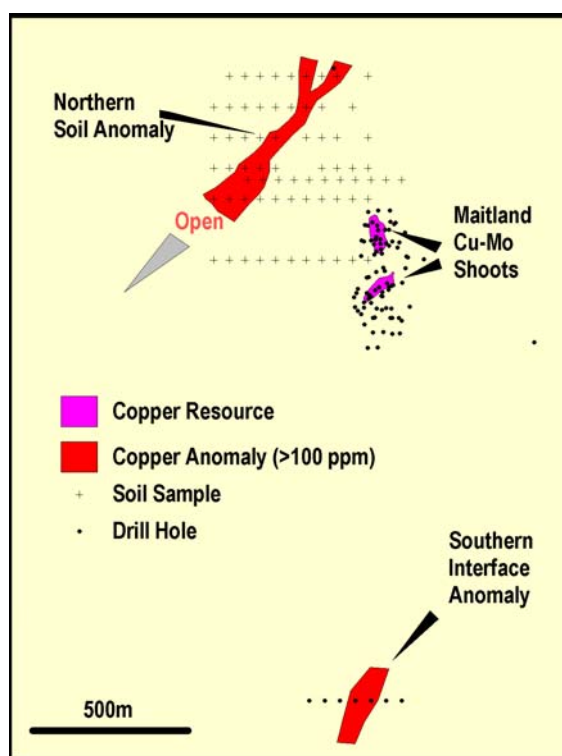 Northern
Soil Anomaly
Open
Maitland
Cu-Mo
Shoots
Copper Resource
Copper Anomaly (>100 ppm)
Soil Sample
Drill Hole
Southern
Interface
Anomaly
500m